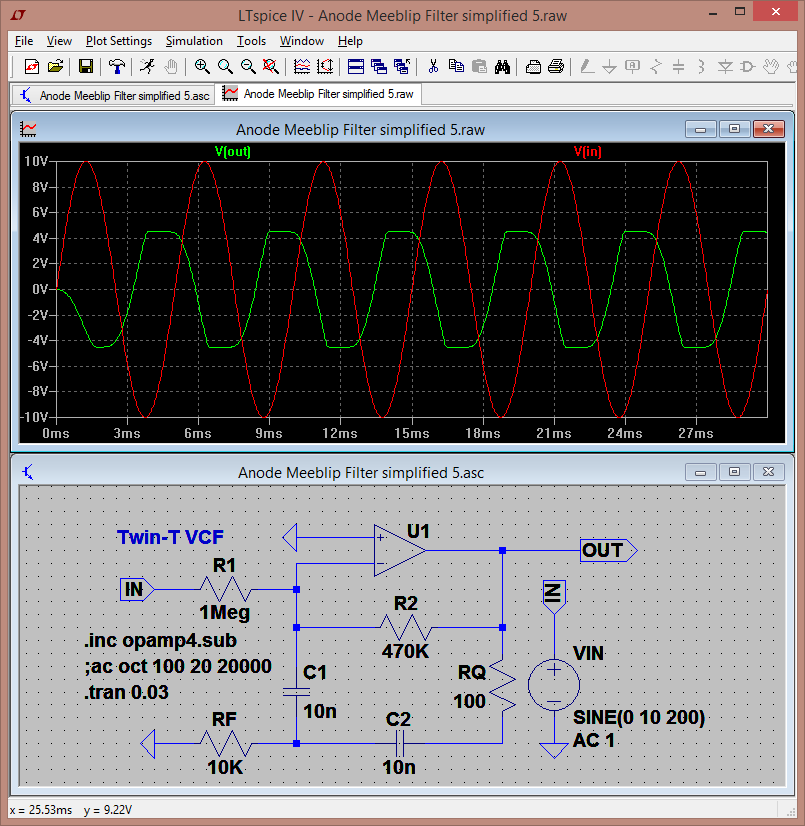 LTspice IV - Anode Meeblip Filter simplified 5.raw
File View Plot Settings Simulation Tools Window Help
Anode Meeblip Filter simplified 5.asc Anode Meeblip Filter simplified 5.raw
Anode Meeblip Filter simplified 5.raw
V(out) V(in)
10V
8V
6V
4V
2V
0V
-2V
-4V
-6V
-8V
-10V
0ms 3ms 6ms 9ms 12ms 15ms 18ms 21ms 24ms 27ms
Anode Meeblip Filter simplified 5.asc
Twin-T VCF
U1
OUT
R1
IN
1Meg
IN
R2
470K
.inc opamp4.sub
;ac oct 100 20 20000
.tran 0.03
C1
10n
RQ
100
VIN
SINE(0 10 200)
AC 1
RF
10K
C2
10n
x = 25.53ms y = 9.22V